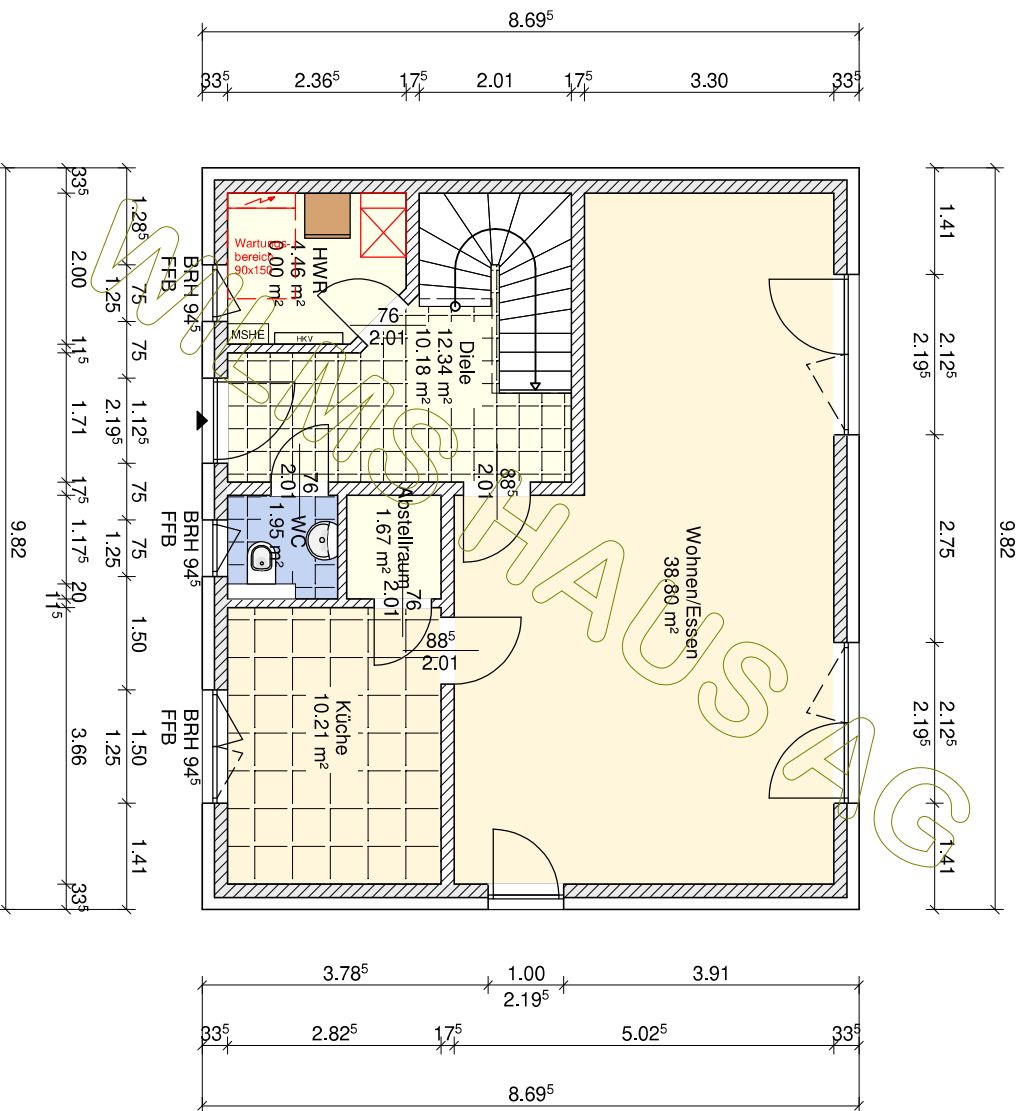 8.69⁵
33⁵ 2.36⁵ 17⁵ 2.01 17⁵ 3.30 33⁵
9.82
33⁵
2.00
11⁵
1.71
17⁵
1.17⁵
20
11⁵
3.66
33⁵
1.28⁵
75
1.25
75
1.12⁵
2.19⁵
75
75
1.25
1.50
1.50
1.25
1.41
BRH 94⁵
FFB
BRH 94⁵
FFB
BRH 94⁵
FFB
Wartungs-
bereich
90x150
HWR
4.46 m²
0.00 m²
MSHE
HKV
76
2.01
Diele
12.34 m²
10.18 m²
76
2.01
WC
1.95 m²
Abstellraum
1.67 m²
76
2.01
88⁵
2.01
88⁵
2.01
Wohnen/Essen
38.80 m²
Küche
10.21 m²
WILMS HAUS AG
1.41
2.12⁵
2.19⁵
2.75
2.12⁵
2.19⁵
1.41
9.82
3.78⁵ 1.00 3.91
2.19⁵
33⁵ 2.82⁵ 17⁵ 5.02⁵ 33⁵
8.69⁵